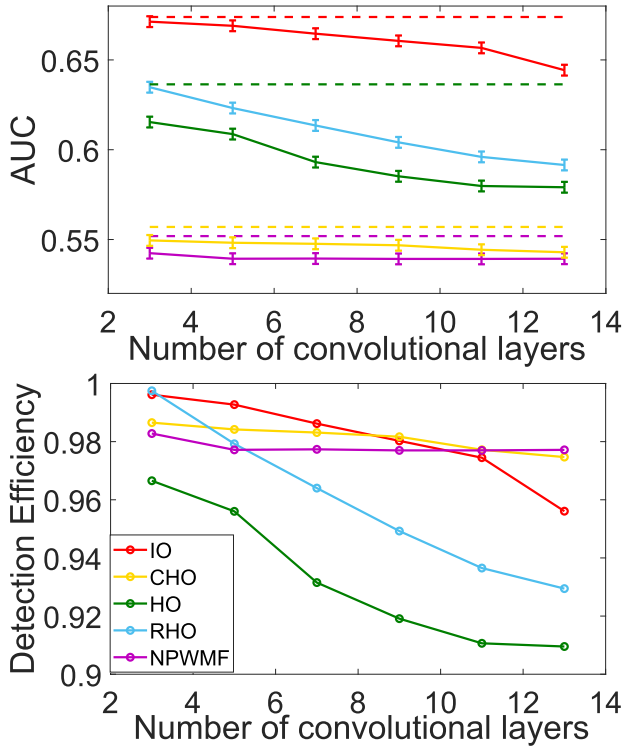 0.65
0.6
0.55
AUC
2 4 6 8 10 12 14
Number of convolutional layers
1
0.98
0.96
0.94
0.92
0.9
Detection Efficiency
IO
CHO
HO
RHO
NPWMF
2 4 6 8 10 12 14
Number of convolutional layers